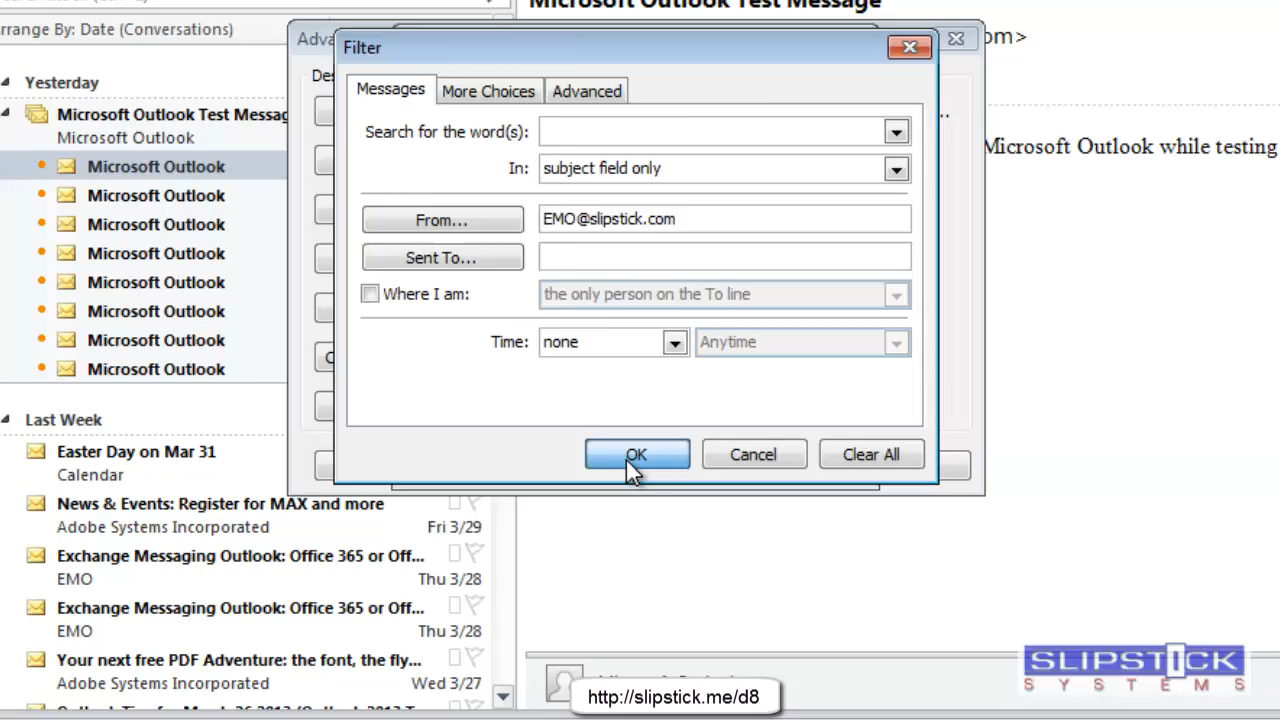 Microsoft Outlook Test Message
Arrange By: Date (Conversations)
Yesterday
Microsoft Outlook Test Messag
Microsoft Outlook
Microsoft Outlook
Microsoft Outlook
Microsoft Outlook
Microsoft Outlook
Microsoft Outlook
Microsoft Outlook
Microsoft Outlook
Microsoft Outlook
Last Week
Easter Day on Mar 31
Calendar
News & Events: Register for MAX and more
Adobe Systems Incorporated Fri 3/29
Exchange Messaging Outlook: Office 365 or Off...
EMO Thu 3/28
Exchange Messaging Outlook: Office 365 or Off...
EMO Thu 3/28
Your next free PDF Adventure: the font, the fly...
Adobe Systems Incorporated Wed 3/27
Adva
Des
Filter
Messages More Choices Advanced
Search for the word(s):
In: subject field only
From... EMO@slipstick.com
Sent To...
Where I am: the only person on the To line
Time: none Anytime
OK Cancel Clear All
om>
Microsoft Outlook while testing
SLIPSTICK
SYSTEMS
http://slipstick.me/d8